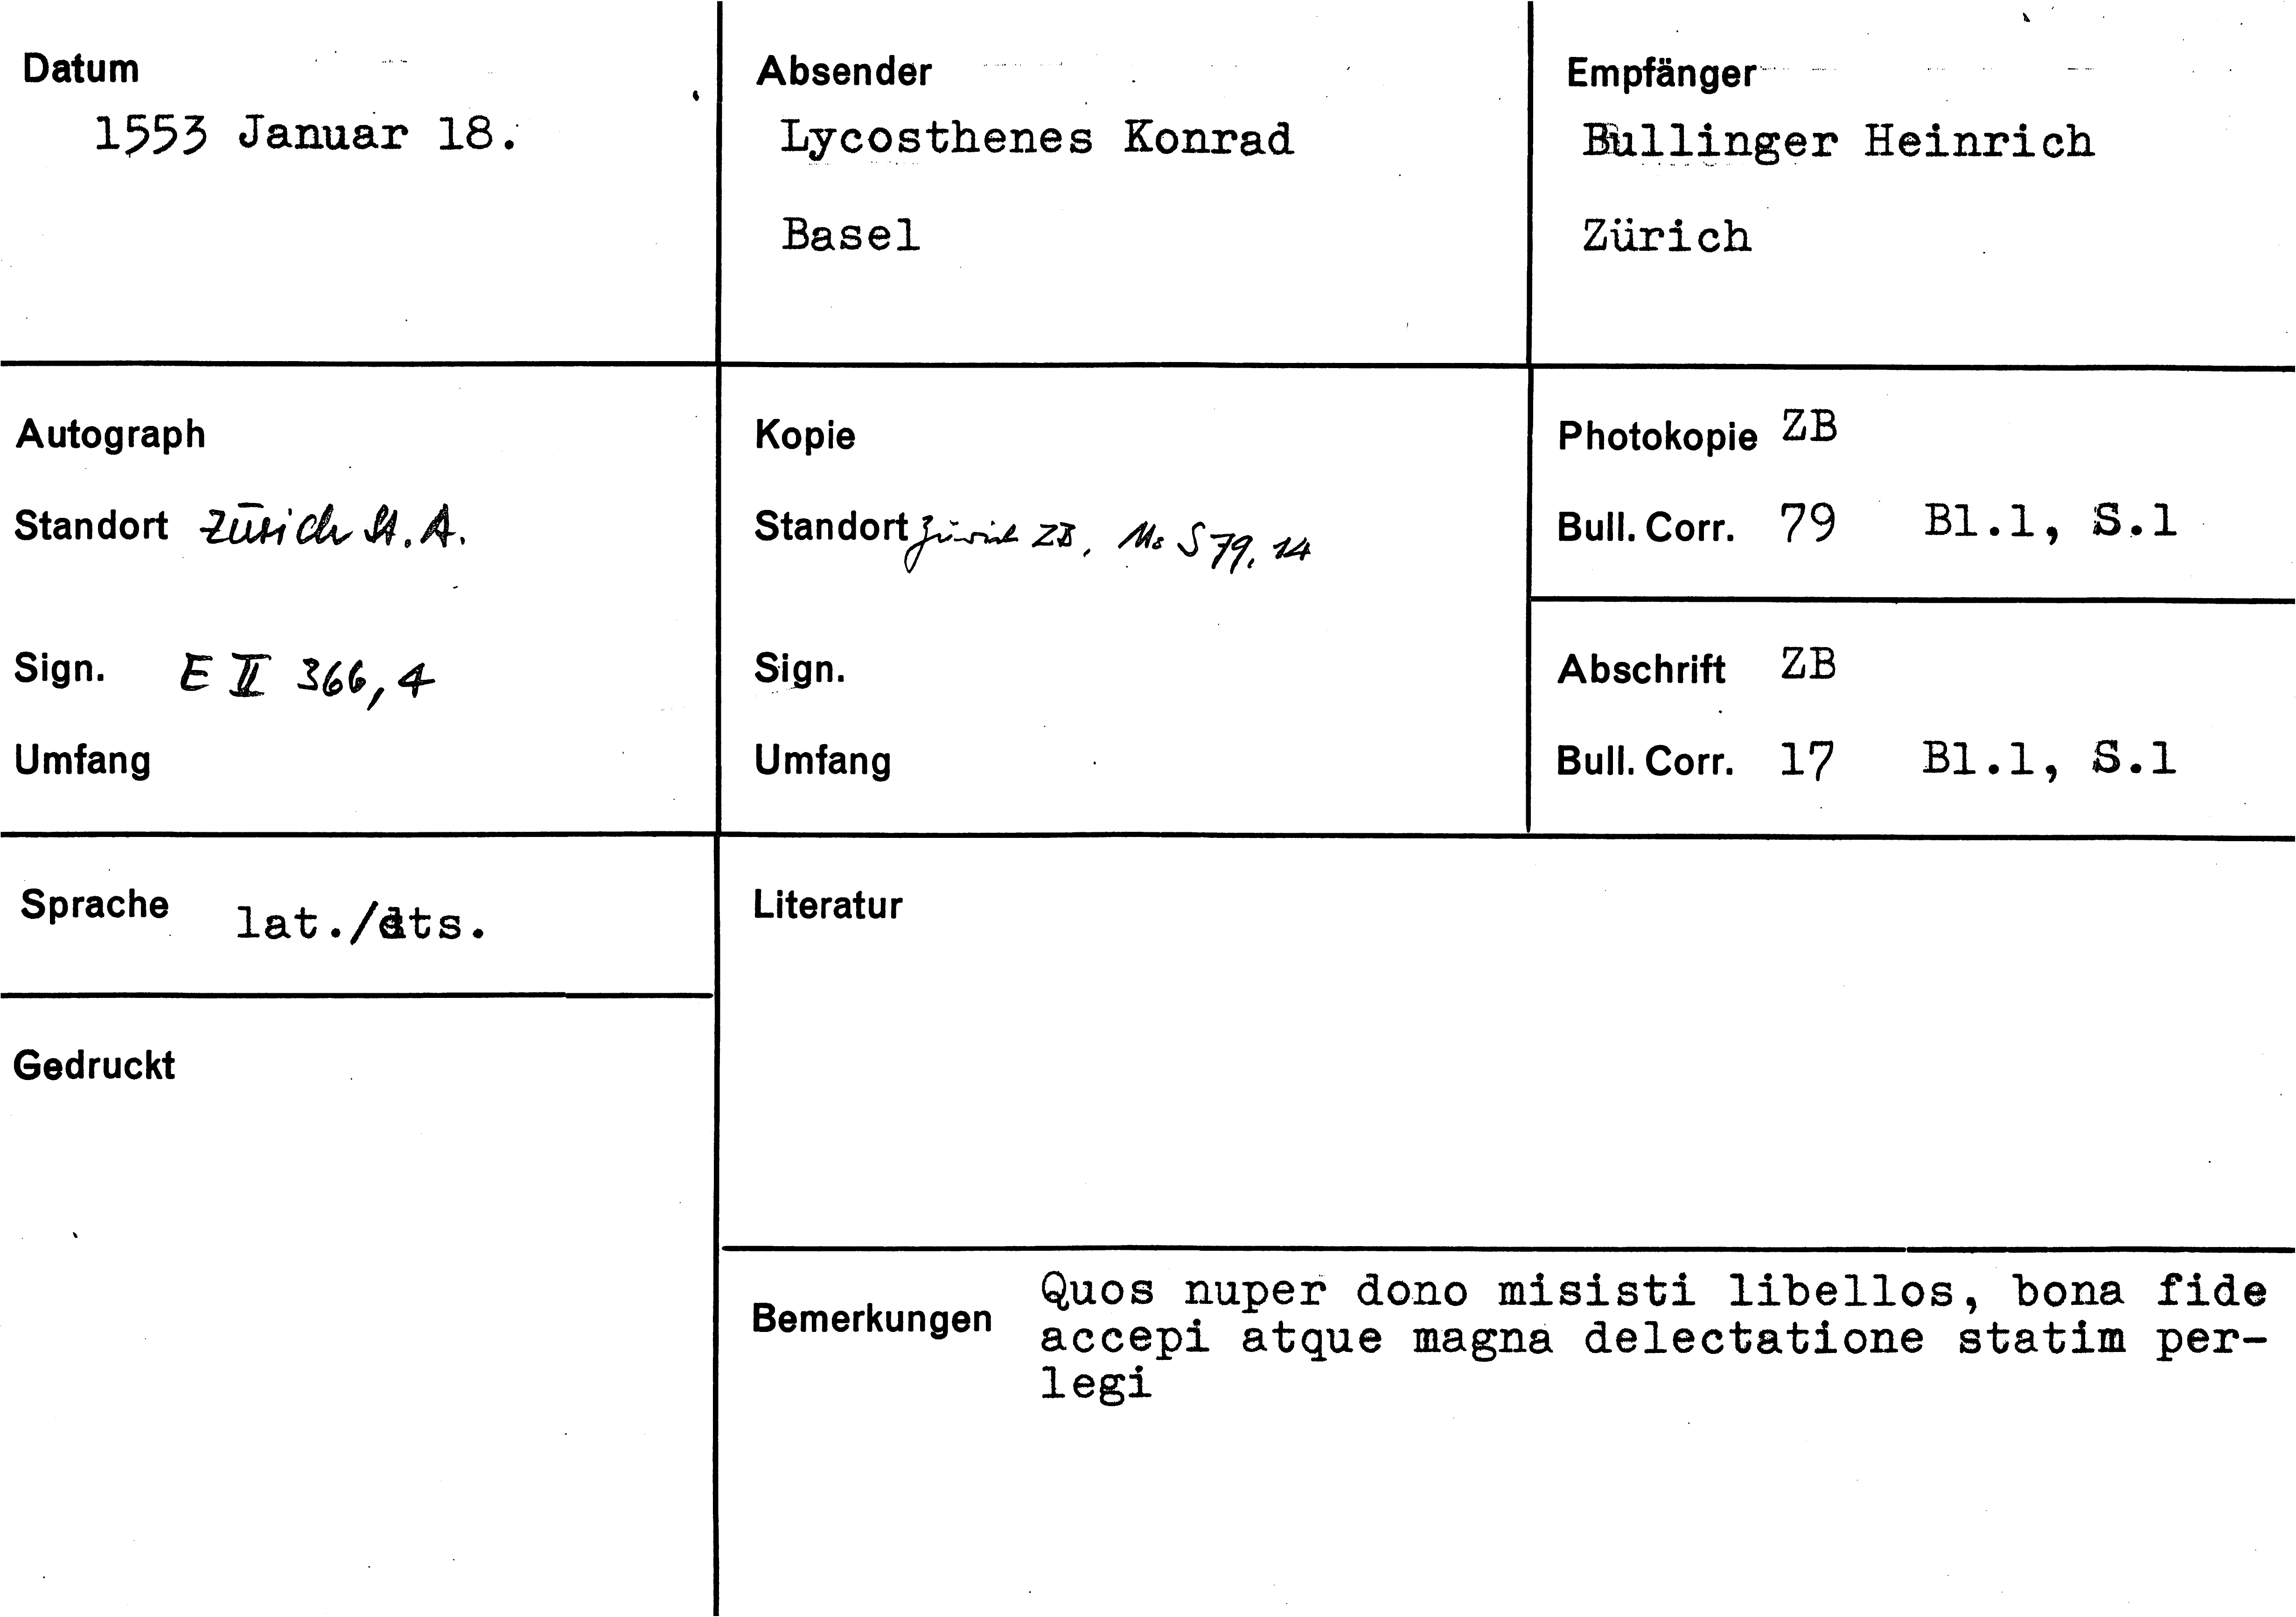 Datum
1553 Januar 18.
Absender
Lycosthenes Konrad
Basel
Empfänger
Bullinger Heinrich
Zürich
Autograph
Standort Zürich St. A.
Sign. E II 366, 4
Umfang
Kopie
Standort Zürich ZB, Ms S 79, 14
Sign.
Umfang
Photokopie ZB
Bull. Corr. 79 Bl.1, S.1
Abschrift ZB
Bull. Corr. 17 Bl.1, S.1
Sprache lat./dts.
Gedruckt
Literatur
Bemerkungen
Quos nuper dono misisti libellos, bona fide
accepi atque magna delectatione statim per-
legi